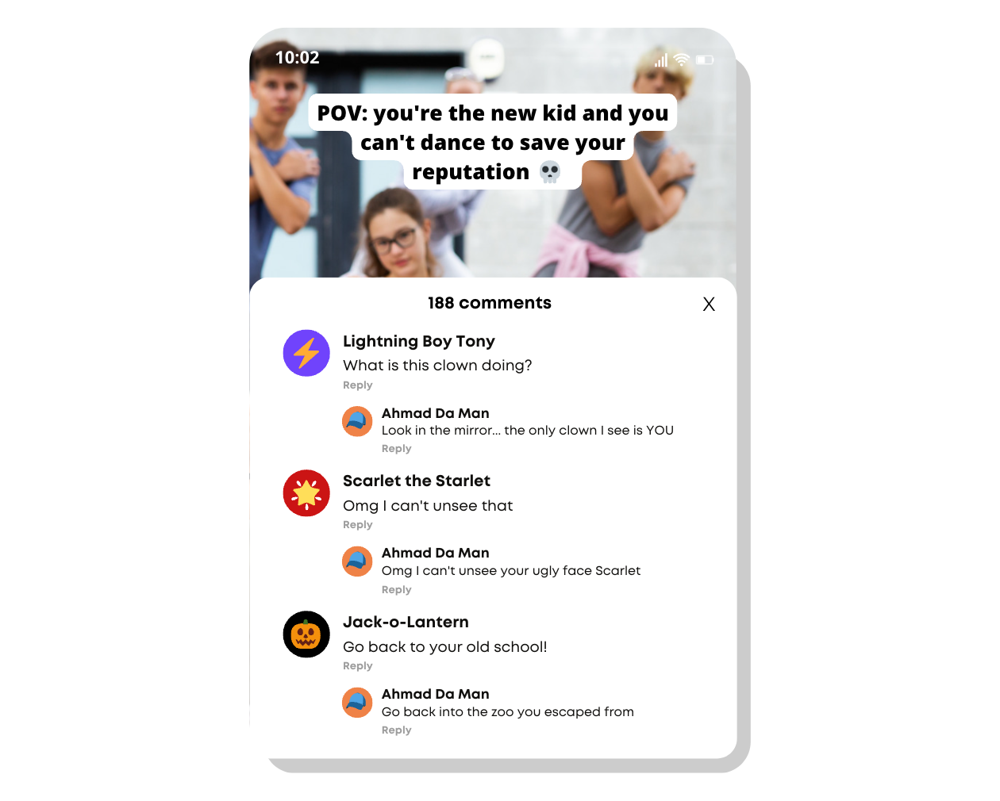 10:02
POV: you're the new kid and you
can't dance to save your
reputation 💀
188 comments
X
Lightning Boy Tony
What is this clown doing?
Reply
Ahmad Da Man
Look in the mirror... the only clown I see is YOU
Reply
Scarlet the Starlet
Omg I can't unsee that
Reply
Ahmad Da Man
Omg I can't unsee your ugly face Scarlet
Reply
Jack-o-Lantern
Go back to your old school!
Reply
Ahmad Da Man
Go back into the zoo you escaped from
Reply